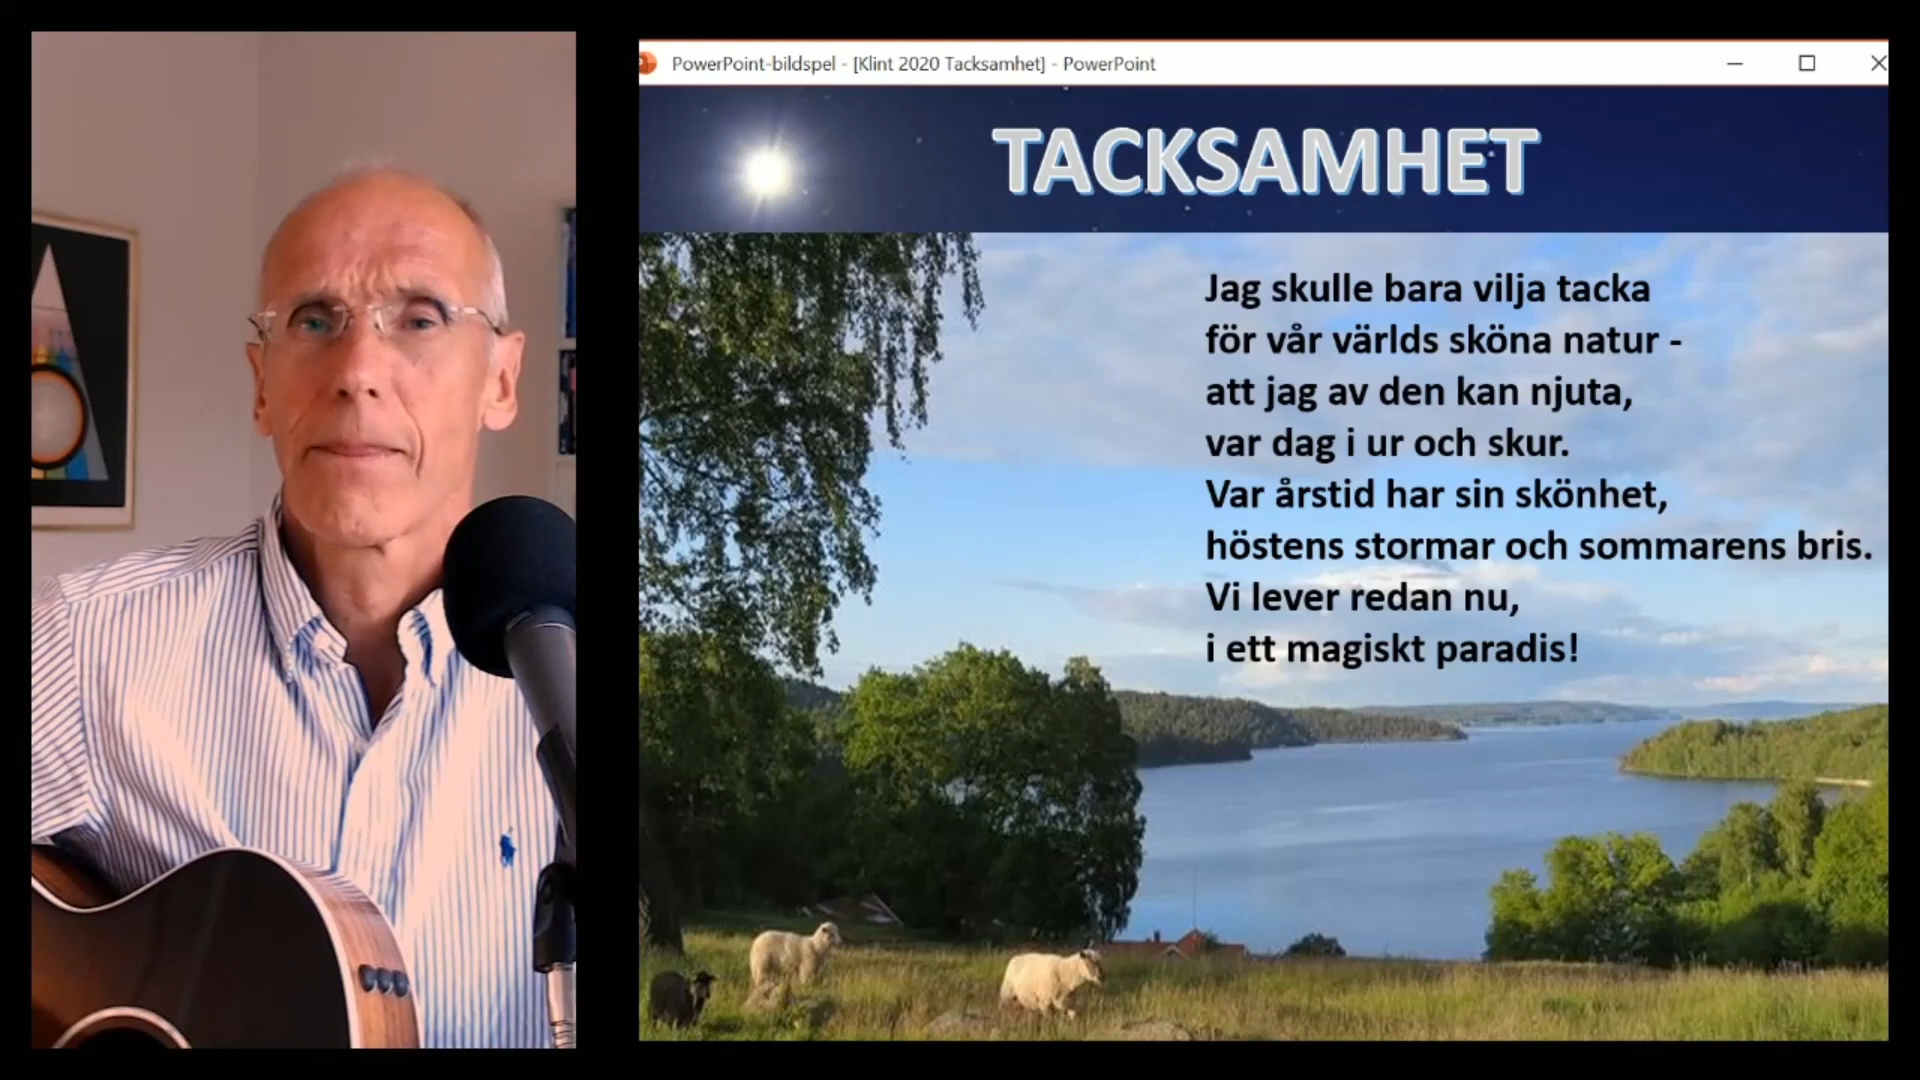 PowerPoint-bildspel - [Klint 2020 Tacksamhet] - PowerPoint
TACKSAMHET
Jag skulle bara vilja tacka
för vår världs sköna natur -
att jag av den kan njuta,
var dag i ur och skur.
Var årstid har sin skönhet,
höstens stormar och sommarens bris.
Vi lever redan nu,
i ett magiskt paradis!